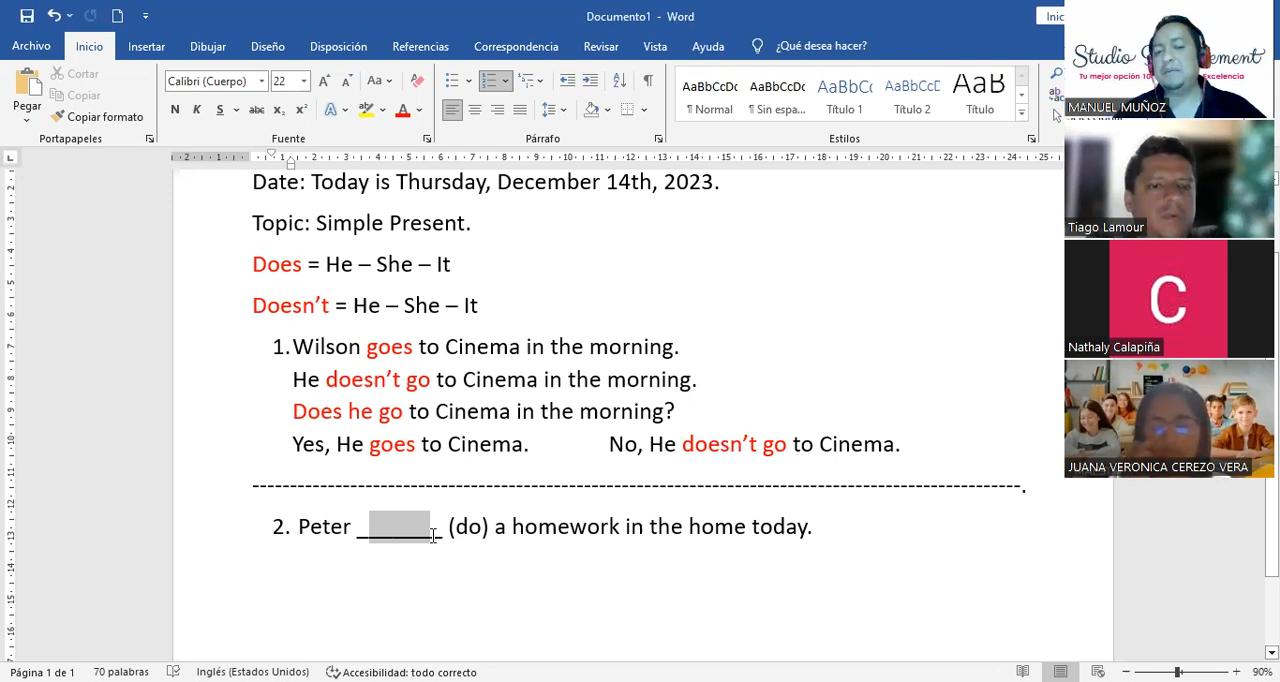 Documento1 - Word
Inic
Archivo Inicio Insertar Dibujar Diseño Disposición Referencias Correspondencia Revisar Vista Ayuda ¿Qué desea hacer?
Pegar
Cortar
Copiar
Copiar formato
Portapapeles
Calibri (Cuerpo) 22
N K S abc x₂ x²
Fuente
Párrafo
AaBbCcDc AaBbCcDc AaBbCc AaBbCcD AaB
¶ Normal ¶ Sin espa... Título 1 Título 2 Título
Estilos
Date: Today is Thursday, December 14th, 2023.
Topic: Simple Present.
Does = He – She – It
Doesn’t = He – She – It
1. Wilson goes to Cinema in the morning.
He doesn’t go to Cinema in the morning.
Does he go to Cinema in the morning?
Yes, He goes to Cinema. No, He doesn’t go to Cinema.
--------------------------------------------------------------------------------------.
2. Peter _______ (do) a homework in the home today.
MANUEL MUÑOZ
Tiago Lamour
C
Nathaly Calapiña
JUANA VERONICA CEREZO VERA
Página 1 de 1 70 palabras Inglés (Estados Unidos) Accesibilidad: todo correcto 90%